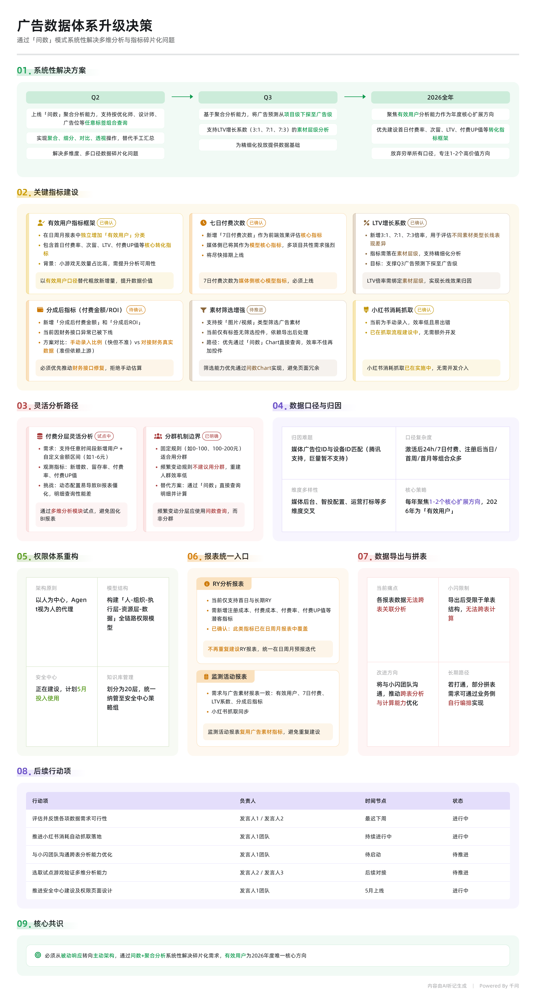 广告数据体系升级决策
通过「问数」模式系统性解决多维分析与指标碎片化问题
01. 系统性解决方案
Q2
上线「问数」聚合分析能力，支持按优化师、设计师、
广告位等任意标签组合查询
实现聚合、细分、对比、透视操作，替代手工汇总
解决多维度、多口径数据碎片化问题
Q3
基于聚合分析能力，将广告预测从项目级下探至广告级
支持LTV增长系数（3:1、7:1、7:3）的素材层级分析
为精细化投放提供数据基础
2026全年
聚焦有效用户分析能力作为年度核心扩展方向
优先建设首日付费率、次留、LTV、付费UP值等转化指
标框架
放弃穷举所有口径，专注1-2个高价值方向
02. 关键指标建设
有效用户指标框架 已确认
• 在日周月报表中独立增加「有效用户」分类
• 包含首日付费率、次留、LTV、付费UP值等核心转化指
标
• 背景：小游戏无效量占比高，需提升分析可用性
以有效用户口径替代粗放新增量，提升数据价值
七日付费次数 已确认
• 新增「7日付费次数」作为前端效果评估核心指标
• 媒体侧已将其作为模型核心指标，多项目共性需求强烈
• 将尽快排期上线
7日付费次数为媒体侧核心模型指标，必须上线
LTV增长系数 已确认
• 新增3:1、7:1、7:3倍率，用于评估不同素材类型长线表
现差异
• 指标需落在素材层级，支持精细化分析
• 目标：支撑Q3广告预测下探至广告级
LTV倍率需绑定素材层级，实现长线效果归因
分成后指标（付费金额/ROI） 待确认
• 新增「分成后付费金额」和「分成后ROI」
• 当前因财务接口异常已被下线
• 方案对比：手动录入比例（快但不准）vs 对接财务真实
数据（准但依赖上游）
必须优先推动财务接口修复，拒绝手动估算
素材筛选增强 待推进
• 支持按「图片/视频」类型筛选广告素材
• 当前仅有标签无筛选控件，依赖导出后处理
• 路径：优先通过「问数」Chart直接查询，效率不佳再
加控件
筛选能力优先通过问数Chart实现，避免页面冗余
小红书消耗抓取 已确认
• 当前为手动录入，效率低且易出错
• 已在抓取流程建设中，无需额外开发
小红书消耗抓取已在实施中，无需开发介入
03. 灵活分析路径
付费分层灵活分析 试点中
• 需求：支持任意时间段新增用户 +
自定义金额区间（如1-6元）
• 观测指标：新增数、留存率、付费
率、付费UP值
• 挑战：动态配置易导致BI报表僵
化，明细查询性能差
通过多维分析模块试点，避免固化
BI报表
分群机制边界 已明确
• 固定规则（如0-100、100-200元）
适合用分群
• 频繁变动规则不建议用分群，重建
人群效率低
• 替代方案：通过「问数」直接查询
明细并计算
频繁变动分层应使用问数查询，而
非分群
04. 数据口径与归因
归因难题
媒体广告位ID与设备ID匹配（腾讯
支持，巨量暂不支持）
口径复杂度
激活后24h/7日付费、注册后当日/
首周/首月等组合众多
维度多样性
媒体后台、智投配置、运营打标等多
维度交叉
核心策略
每年聚焦1-2个核心扩展方向，202
6年为「有效用户」
05. 权限体系重构
架构原则
以人为中心，Agen
t视为人的代理
模型结构
构建「人-组织-执
行层-资源层-数
据」全链路权限模
型
安全中心
正在建设，计划5月
投入使用
知识库管理
划分为20层，统一
纳管至安全中心策
略组
06. 报表统一入口
RY分析报表
• 当前仅支持首日与长期RY
• 需新增注册成本、付费成本、付费率、付费UP值等
潜客指标
• 已确认：此类指标已在日周月报表中覆盖
不再重复建设RY报表，统一在日周月预报迭代
监测活动报表
• 需求与广告素材报表一致：有效用户、7日付费、
LTV系数、分成后指标
• 小红书抓取同步
监测活动报表复用广告素材指标，避免重复建设
07. 数据导出与拼表
当前痛点
各报表数据无法跨
表关联分析
小闪限制
导出后受限于单表
结构，无法跨表计
算
改进方向
将与小闪团队沟
通，推动跨表分析
与计算能力优化
长期路径
若打通，部分拼表
需求可通过业务侧
自行编排实现
08. 后续行动项
行动项 负责人 时间节点 状态
评估并反馈各项数据需求可行性 发言人1 / 发言人2 最迟下周 进行中
推进小红书消耗自动抓取落地 发言人1团队 持续进行中 进行中
与小闪团队沟通跨表分析能力优化 发言人1团队 待启动 待推进
选取试点游戏验证多维分析能力 发言人2 / 发言人3 后续对接 待推进
推进安全中心建设及权限页面设计 发言人1团队 5月上线 进行中
09. 核心共识
必须从被动响应转向主动架构，通过问数+聚合分析系统性解决碎片化需求，有效用户为2026年度唯一核心方向
内容由AI听记生成 | Powered By 千问